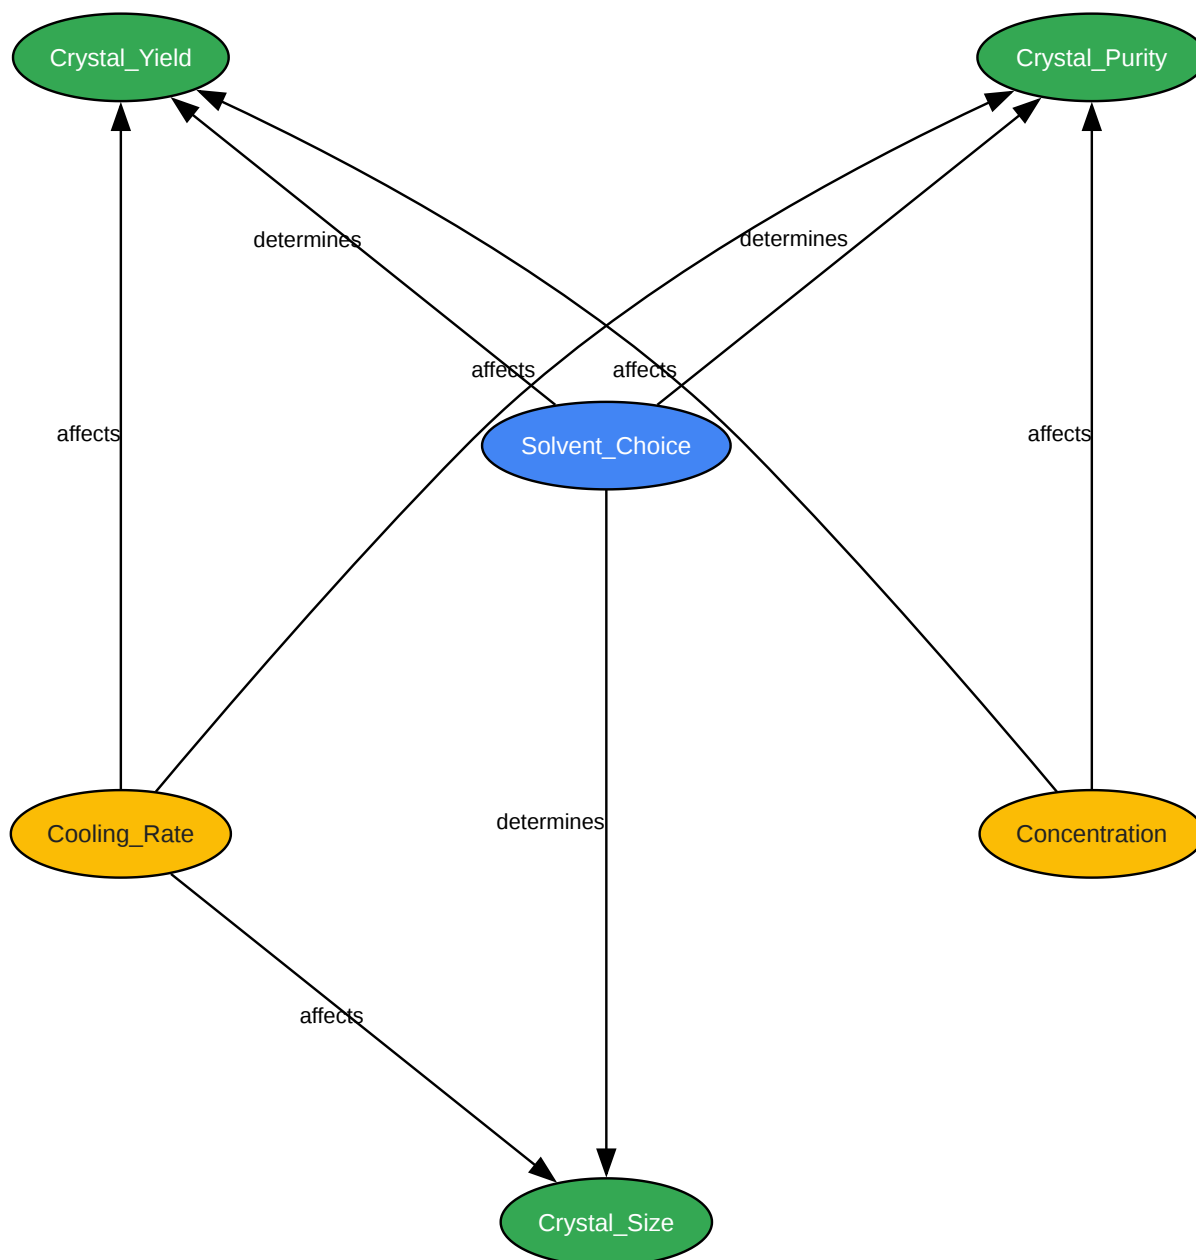 Crystal_Yield
Crystal_Purity
determines
determines
affects
affects
affects
affects
Solvent_Choice
determines
Cooling_Rate
Concentration
affects
Crystal_Size